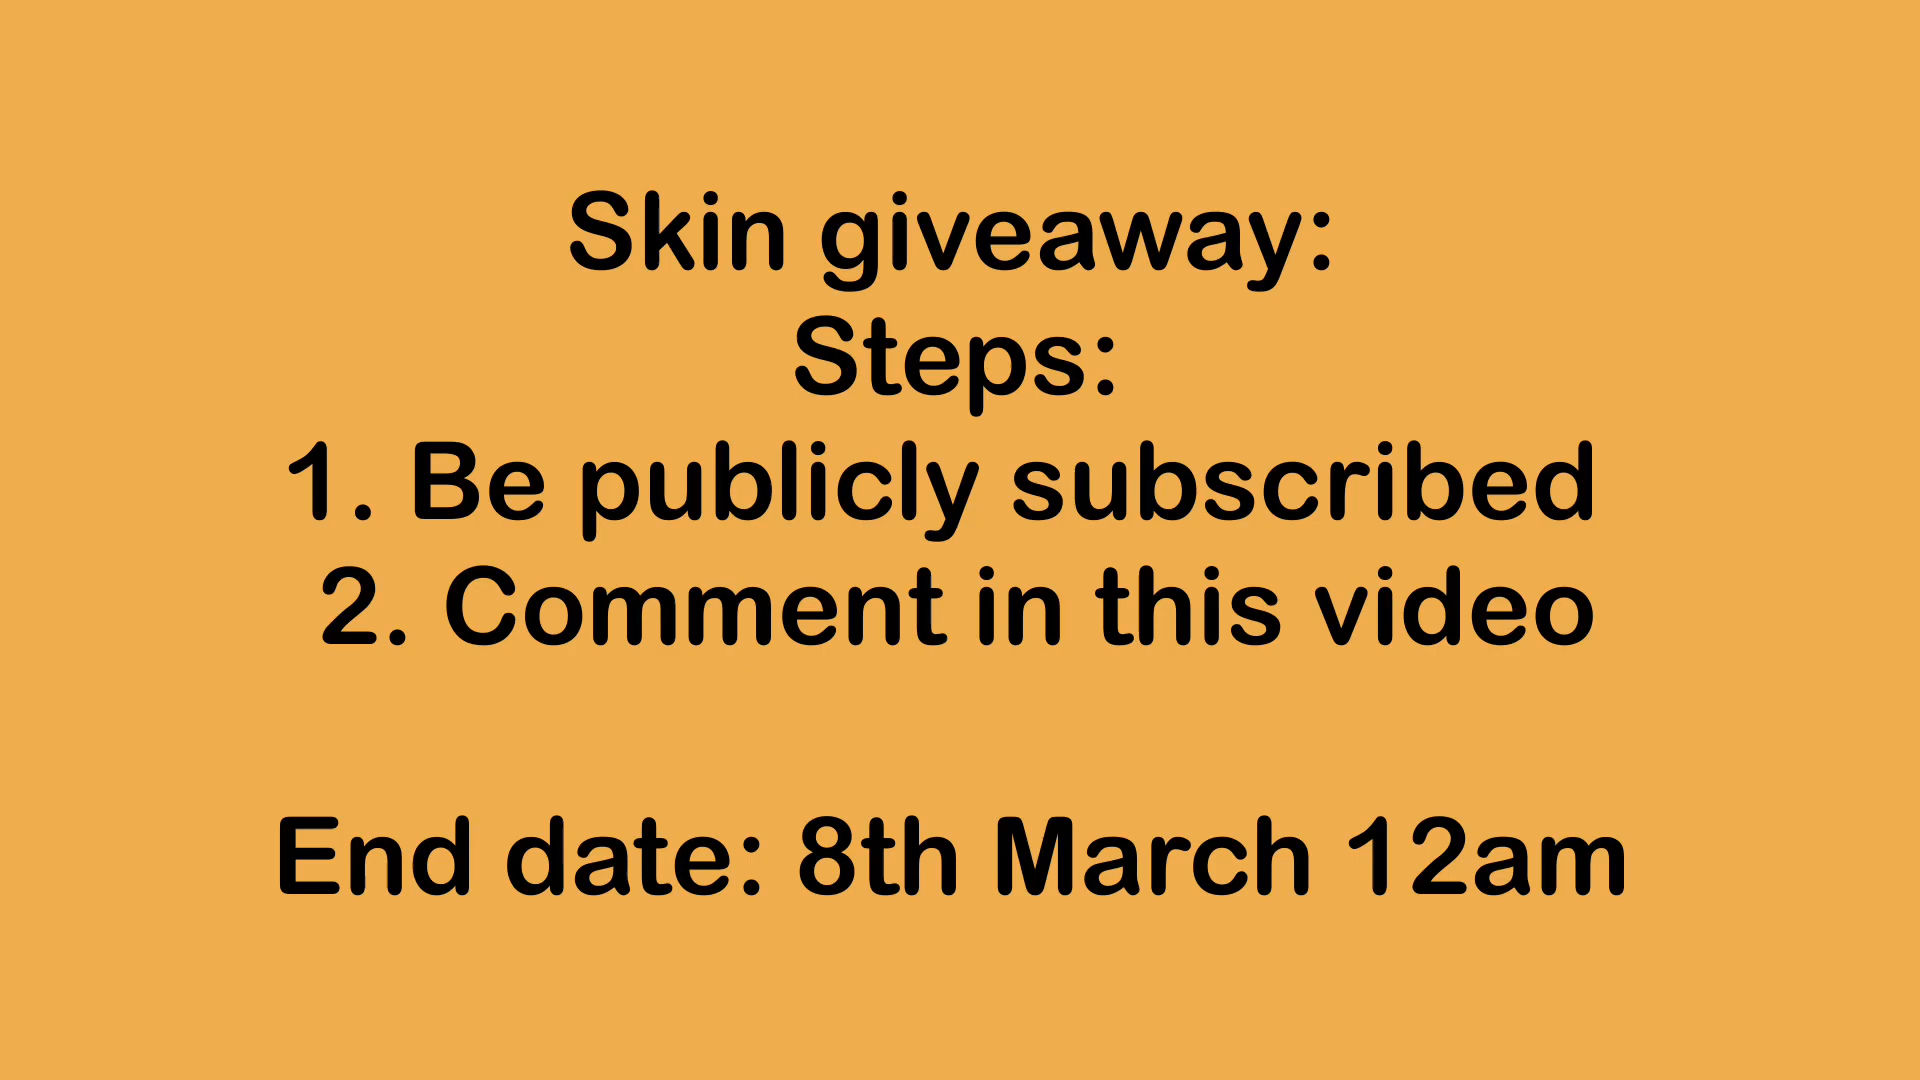 Skin giveaway:
Steps:
1. Be publicly subscribed
2. Comment in this video
End date: 8th March 12am